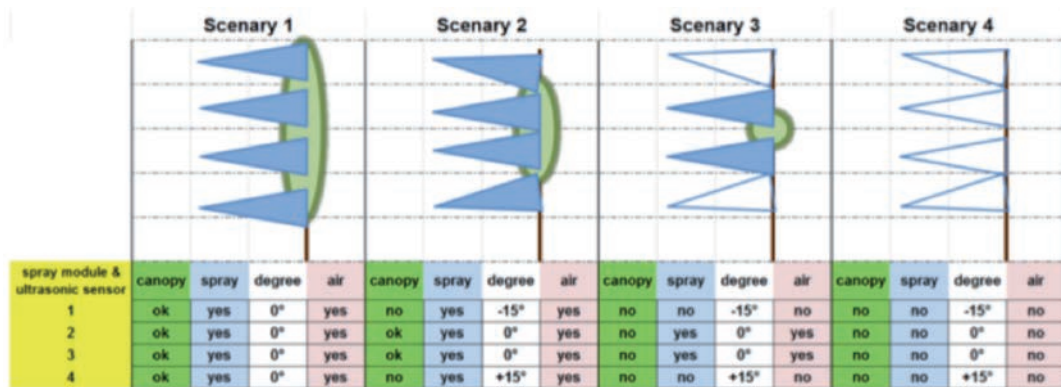 Scenary 1 Scenary 2 Scenary 3 Scenary 4
spray module & ultrasonic sensor canopy spray degree air canopy spray degree air canopy spray degree air canopy spray degree air
1 ok yes 0° yes no yes -15° yes no no -15° no no no -15° no
2 ok yes 0° yes ok yes 0° yes no yes 0° yes no no 0° no
3 ok yes 0° yes ok yes 0° yes no yes 0° yes no no 0° no
4 ok yes 0° yes no yes +15° yes no no +15° no no no +15° no